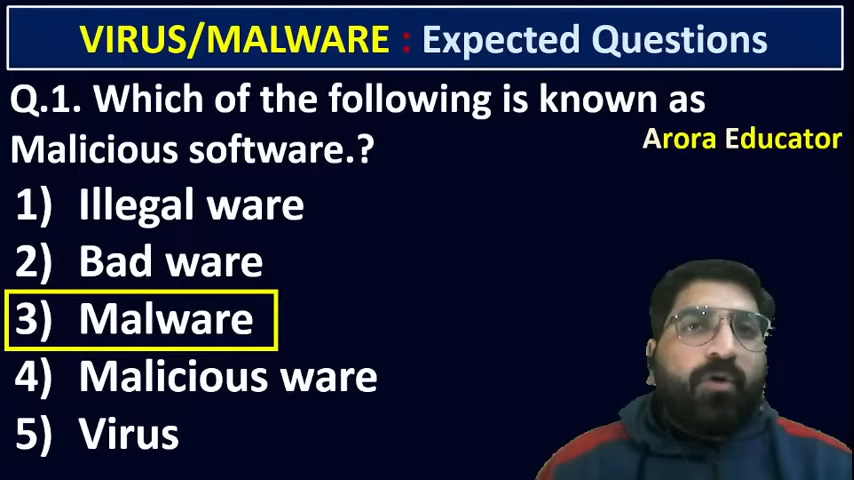 VIRUS/MALWARE : Expected Questions
Q.1. Which of the following is known as
Malicious software.?
Arora Educator
1) Illegal ware
2) Bad ware
3) Malware
4) Malicious ware
5) Virus